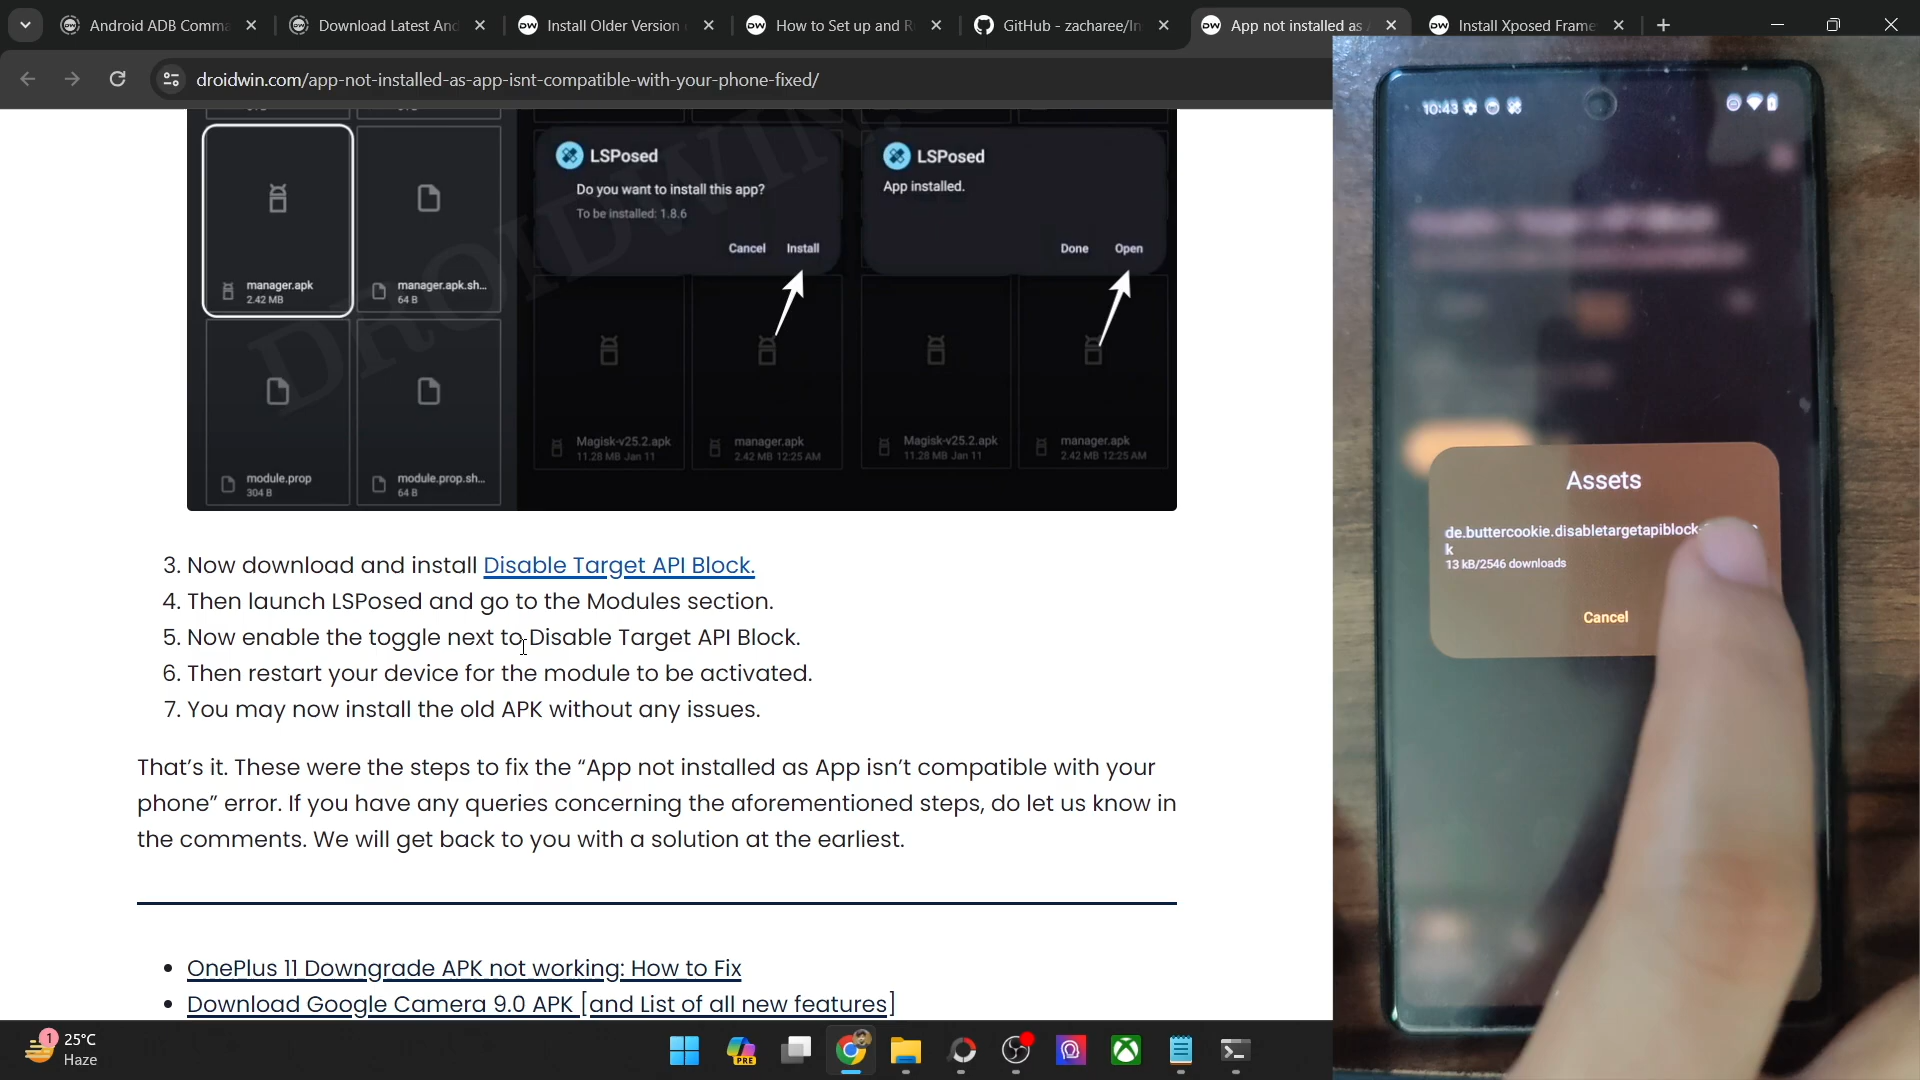 Android ADB Comma
Download Latest And
Install Older Version
How to Set up and R
GitHub - zacharee/In
App not installed as
Install Xposed Frame
droidwin.com/app-not-installed-as-app-isnt-compatible-with-your-phone-fixed/
manager.apk
2.42 MB
manager.apk.sh...
64 B
module.prop
304 B
module.prop.sh...
64 B
LSPosed
Do you want to install this app?
To be installed: 1.8.6
Cancel Install
Magisk-v25.2.apk
11.28 MB Jan 11
manager.apk
2.42 MB 12:25 AM
LSPosed
App installed.
Done Open
Magisk-v25.2.apk
11.28 MB Jan 11
manager.apk
2.42 MB 12:25 AM
DROIDWIN
3. Now download and install Disable Target API Block.
4. Then launch LSPosed and go to the Modules section.
5. Now enable the toggle next to Disable Target API Block.
6. Then restart your device for the module to be activated.
7. You may now install the old APK without any issues.
That’s it. These were the steps to fix the “App not installed as App isn’t compatible with your
phone” error. If you have any queries concerning the aforementioned steps, do let us know in
the comments. We will get back to you with a solution at the earliest.
• OnePlus 11 Downgrade APK not working: How to Fix
• Download Google Camera 9.0 APK [and List of all new features]
10:43
Assets
de.buttercookie.disabletargetapiblock-
k
13 kB/2546 downloads
Cancel
1
25°C
Haze
PRE